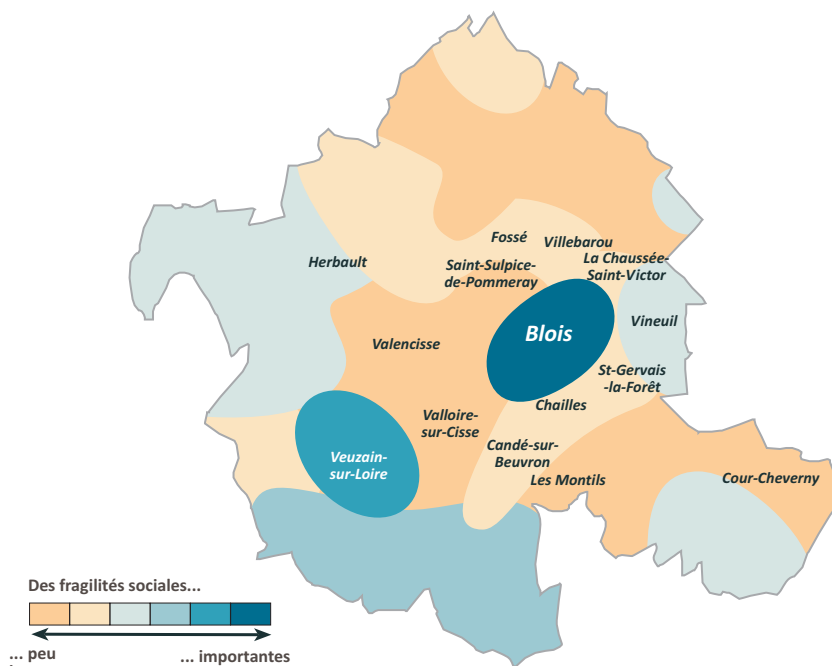 Fossé
Villebarou
La Chaussée-
Saint-Victor
Herbault
Saint-Sulpice-
de-Pommeray
Vineuil
Blois
Valencisse
St-Gervais
-la-Forêt
Chailles
Valloire-
sur-Cisse
Candé-sur-
Beuvron
Les Montils
Cour-Cheverny
Veuzain-
sur-Loire
Des fragilités sociales...
... peu
... importantes